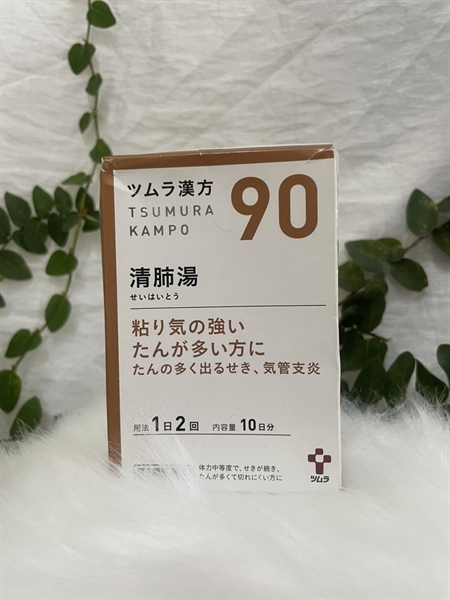 ツムラ漢方
TSUMURA
KAMPO
90
清肺湯
せいはいとう
粘り気の強い
たんが多い方に
たんの多く出るせき、気管支炎
用法 1日2回 内容量 10日分
体力中等度で、せきが続き、
たんが多くて切れにくい方に
ツムラ